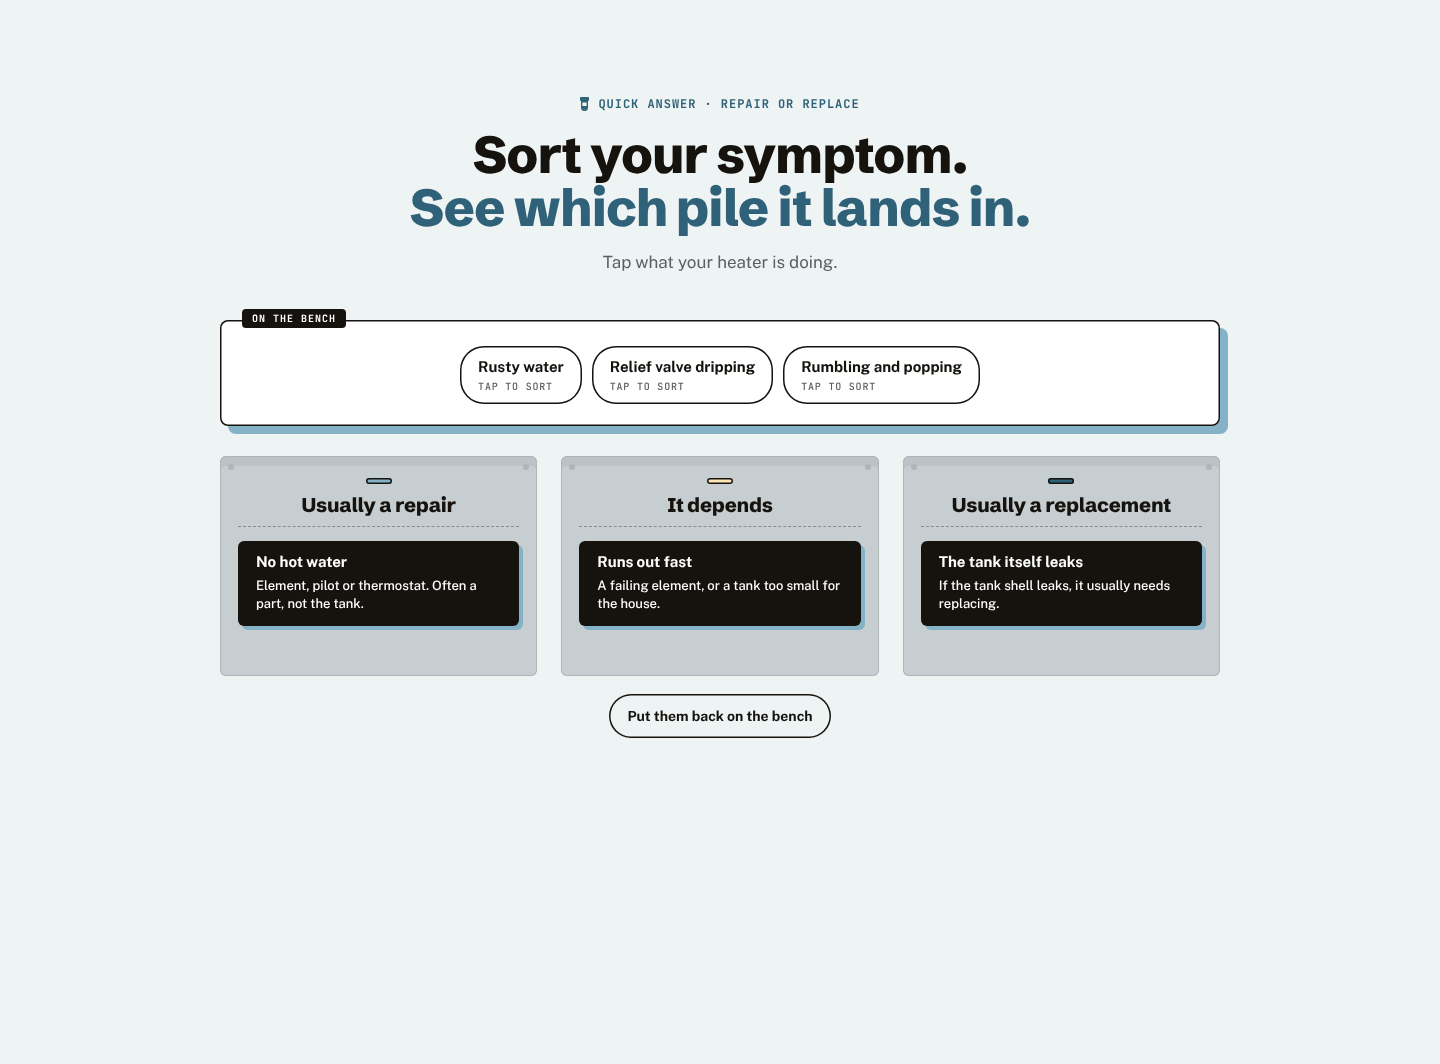 QUICK ANSWER · REPAIR OR REPLACE
Sort your symptom.
See which pile it lands in.
Tap what your heater is doing.
ON THE BENCH
Rusty water
TAP TO SORT
Relief valve dripping
TAP TO SORT
Rumbling and popping
TAP TO SORT
Usually a repair
No hot water
Element, pilot or thermostat. Often a
part, not the tank.
It depends
Runs out fast
A failing element, or a tank too small for
the house.
Usually a replacement
The tank itself leaks
If the tank shell leaks, it usually needs
replacing.
Put them back on the bench